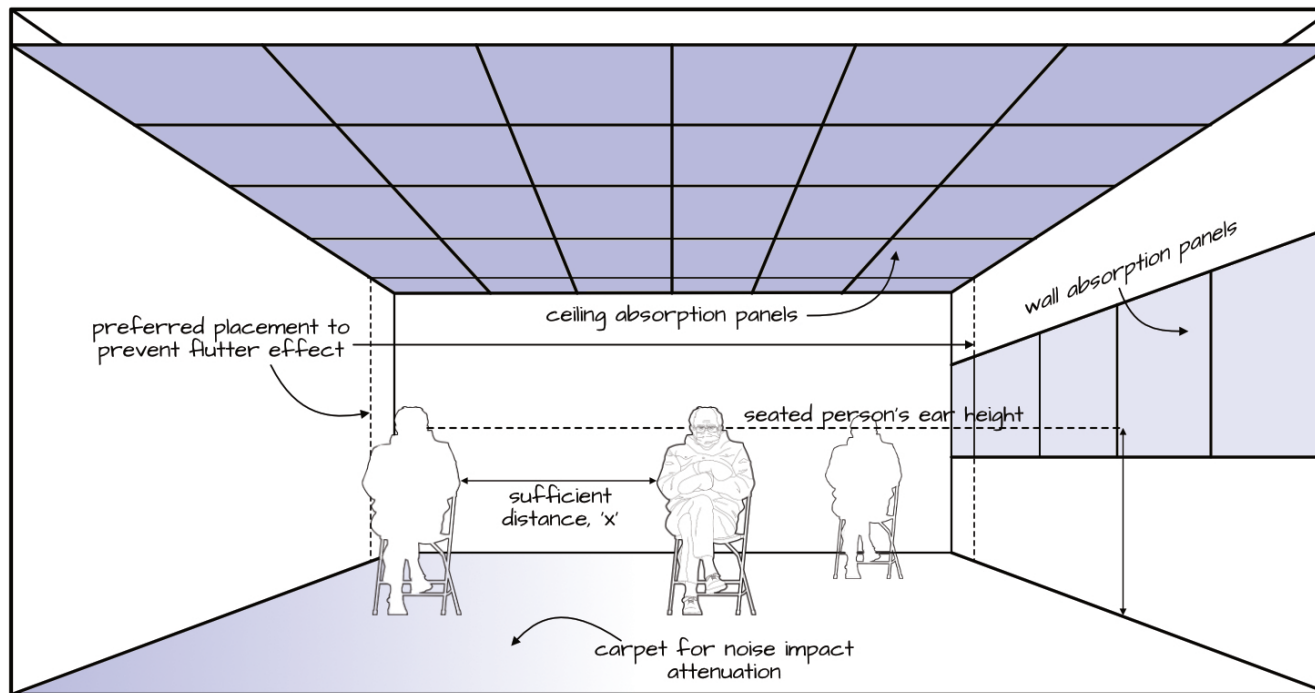 wall absorption panels
ceiling absorption panels
preferred placement to
prevent flutter effect
seated person's ear height
sufficient
distance, 'x'
carpet for noise impact
attenuation